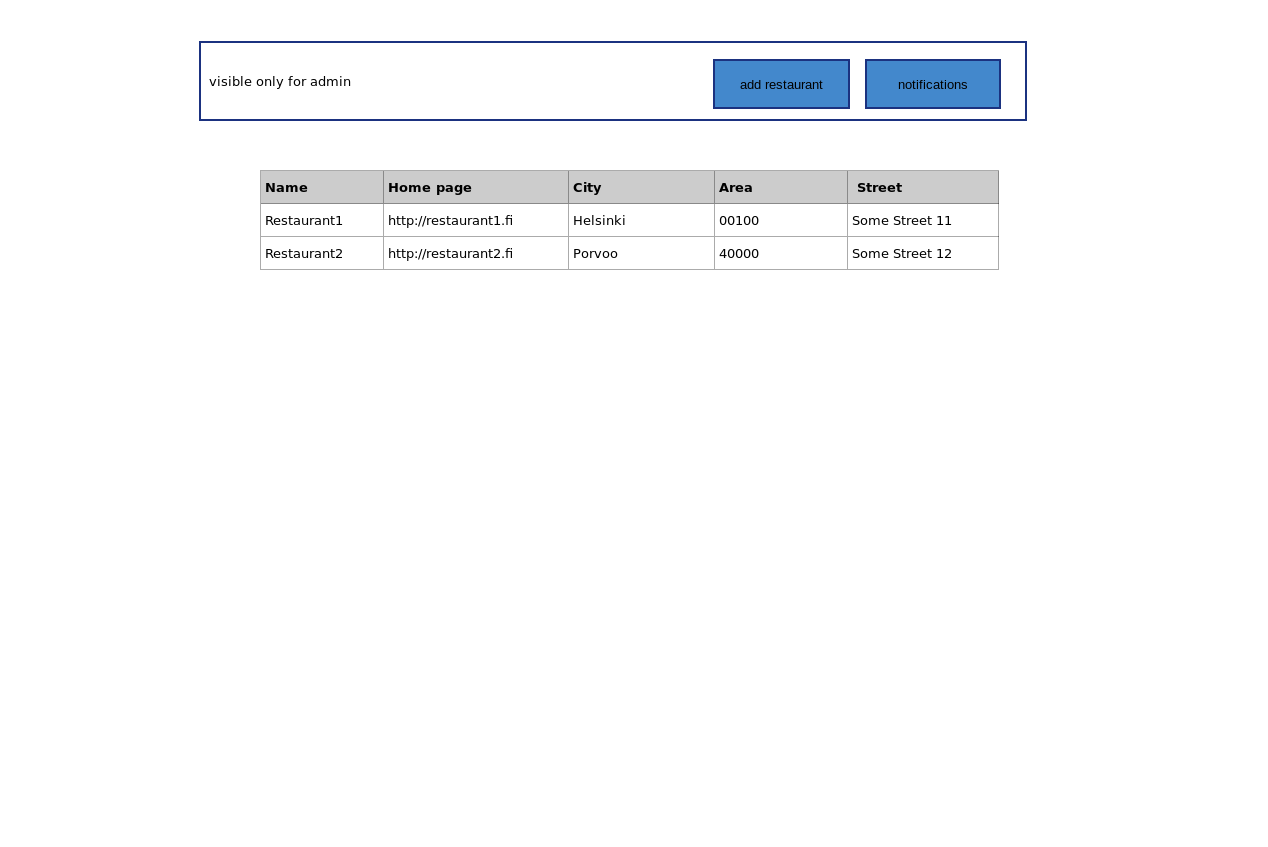 visible only for admin add restaurant notifications
Name Home page City Area Street
Restaurant1 http://restaurant1.fi Helsinki 00100 Some Street 11
Restaurant2 http://restaurant2.fi Porvoo 40000 Some Street 12